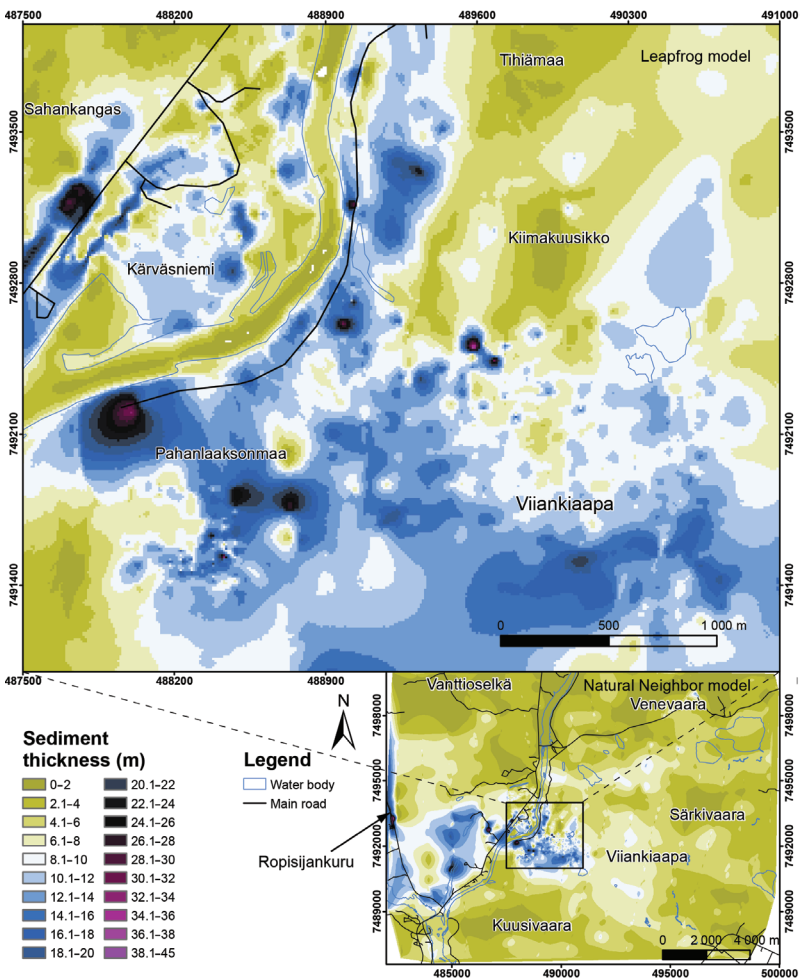 487500 488200 488900 489600 490300 491000
Tihiämaa
Leapfrog model
Sahankangas
7493500
7493500
Kiimakuusikko
Kärväsniemi
7492800
7492800
7492100
7492100
Pahanlaaksonmaa
Viiankiaapa
7491400
7491400
0 500 1 000 m
487500 488200 488900
Vanttioselkä
Natural Neighbor model
Venevaara
N
7498000
7498000
Sediment
thickness (m)
Legend
Water body
Main road
0–2
2.1–4
4.1–6
6.1–8
8.1–10
10.1–12
12.1–14
14.1–16
16.1–18
18.1–20
20.1–22
22.1–24
24.1–26
26.1–28
28.1–30
30.1–32
32.1–34
34.1–36
36.1–38
38.1–45
7495000
7495000
Särkivaara
Ropisijankuru
7492000
7492000
Viiankiaapa
7489000
7489000
Kuusivaara
0 2 000 4 000 m
485000 490000 495000 500000